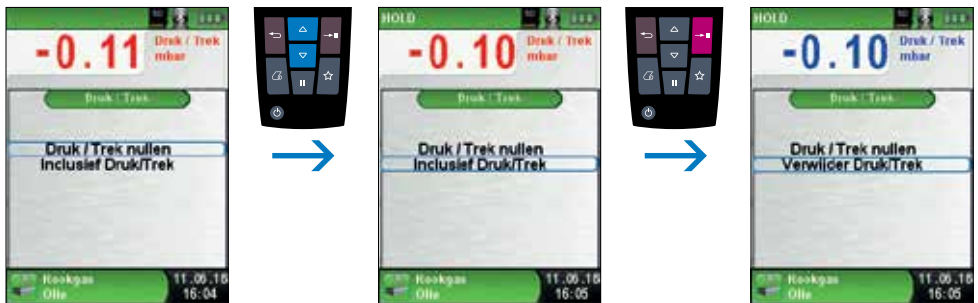 -0.11
Druk / Trek
mbar
Druk / Trek
Druk / Trek nullen
Inclusief Druk/Trek
Rookgas
Olie
11.05.16
16:04
HOLD
-0.10
Druk / Trek
mbar
Druk / Trek
Druk / Trek nullen
Inclusief Druk/Trek
Rookgas
Olie
11.05.16
16:05
HOLD
-0.10
Druk / Trek
mbar
Druk / Trek
Druk / Trek nullen
Verwijder Druk/Trek
Rookgas
Olie
11.05.16
16:05